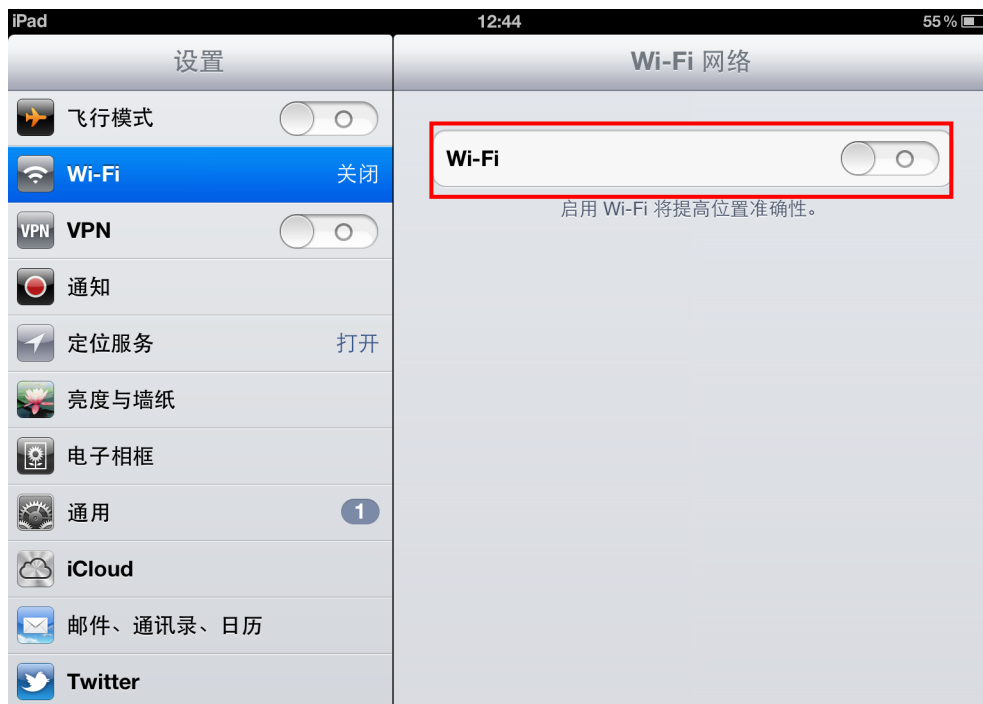 iPad 12:44 55%
设置
Wi-Fi 网络
飞行模式
Wi-Fi 关闭
VPN VPN
通知
定位服务 打开
亮度与墙纸
电子相框
通用 1
iCloud
邮件、通讯录、日历
Twitter
Wi-Fi
启用 Wi-Fi 将提高位置准确性。